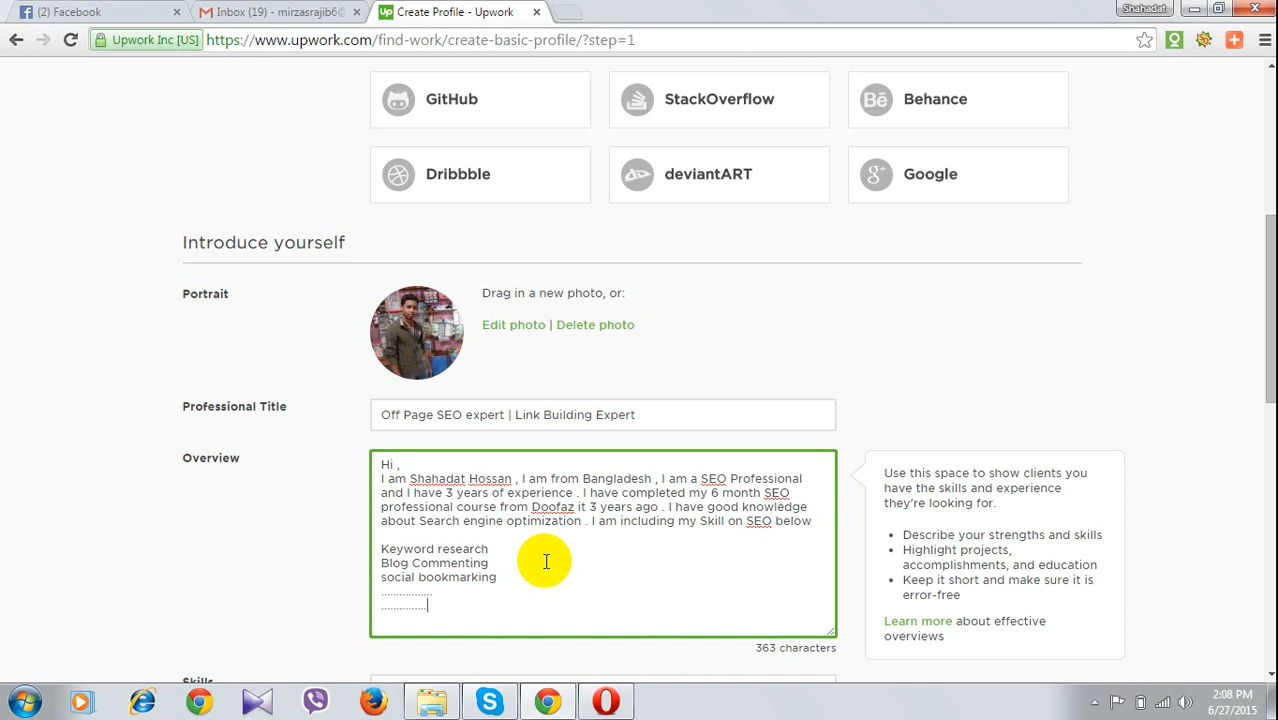 (2) Facebook
Inbox (19) - mirzasrajib6@
Create Profile - Upwork
Shahadat
Upwork Inc [US]
https://www.upwork.com/find-work/create-basic-profile/?step=1
GitHub
StackOverflow
Behance
Dribbble
deviantART
Google
Introduce yourself
Portrait
Drag in a new photo, or:
Edit photo | Delete photo
Professional Title
Off Page SEO expert | Link Building Expert
Overview
Hi ,
I am Shahadat Hossan , I am from Bangladesh , I am a SEO Professional
and I have 3 years of experience . I have completed my 6 month SEO
professional course from Doofaz it 3 years ago . I have good knowledge
about Search engine optimization . I am including my Skill on SEO below
Keyword research
Blog Commenting
social bookmarking
.................
...............
363 characters
Use this space to show clients you
have the skills and experience
they're looking for.
• Describe your strengths and skills
• Highlight projects,
accomplishments, and education
• Keep it short and make sure it is
error-free
Learn more about effective
overviews
Skills
2:08 PM
6/27/2015